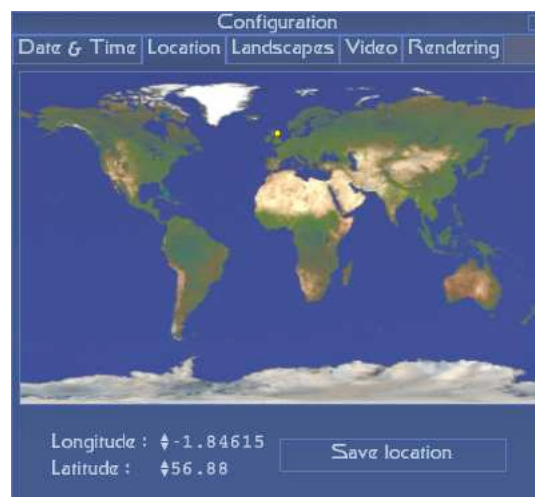 Configuration
Date & Time Location Landscapes Video Rendering
Longitude : -1.84615
Latitude : 56.88
Save location